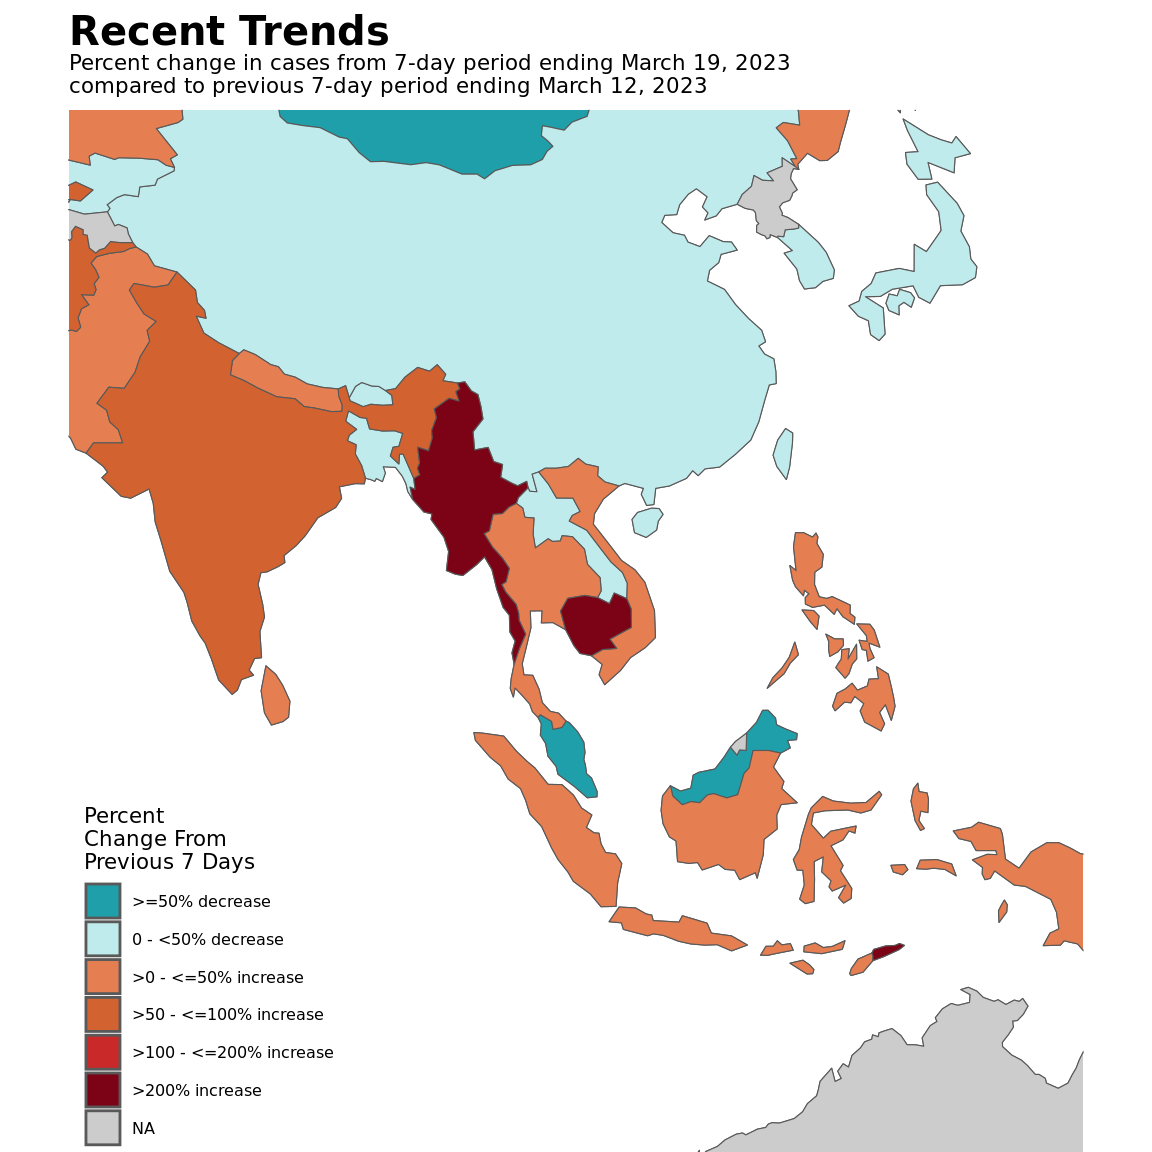 Recent Trends
Percent change in cases from 7-day period ending March 19, 2023
compared to previous 7-day period ending March 12, 2023
Percent
Change From
Previous 7 Days
>=50% decrease
0 - <50% decrease
>0 - <=50% increase
>50 - <=100% increase
>100 - <=200% increase
>200% increase
NA